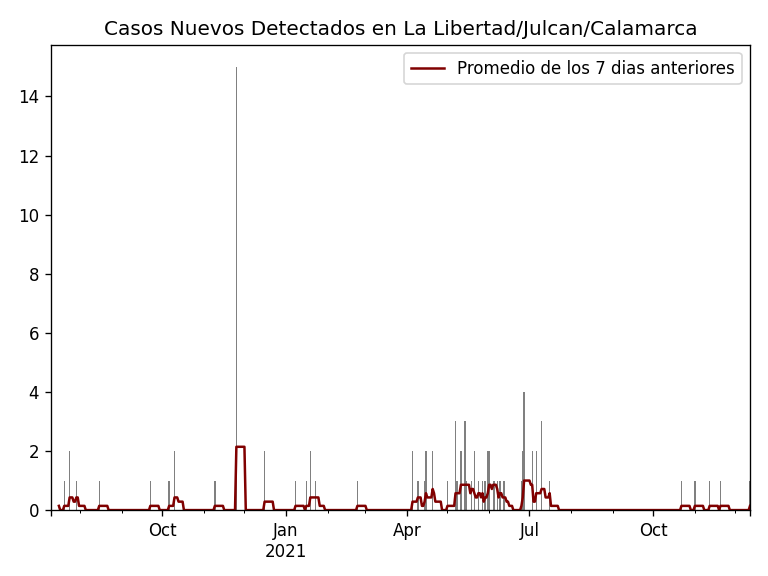 Casos Nuevos Detectados en La Libertad/Julcan/Calamarca
Promedio de los 7 dias anteriores
14
12
10
8
6
4
2
0
Oct
Jan
2021
Apr
Jul
Oct